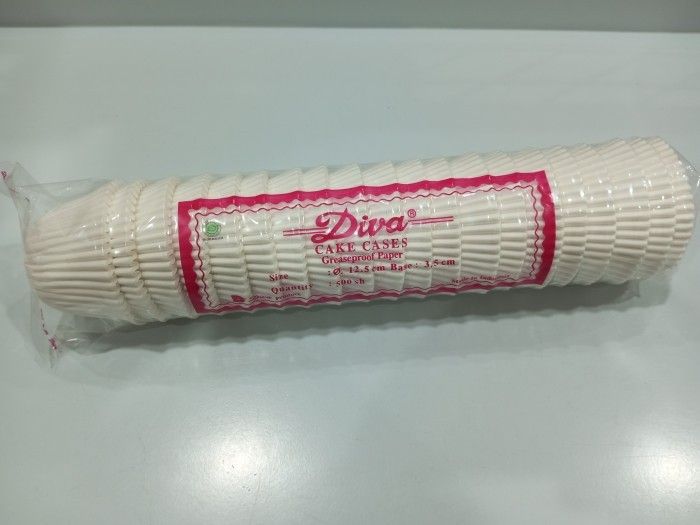 Diva®
CAKE CASES
Greaseproof Paper
Size : Ø. 12.5 cm Base : 3.5 cm
Quantity : 500 sh
Made in Indonesia